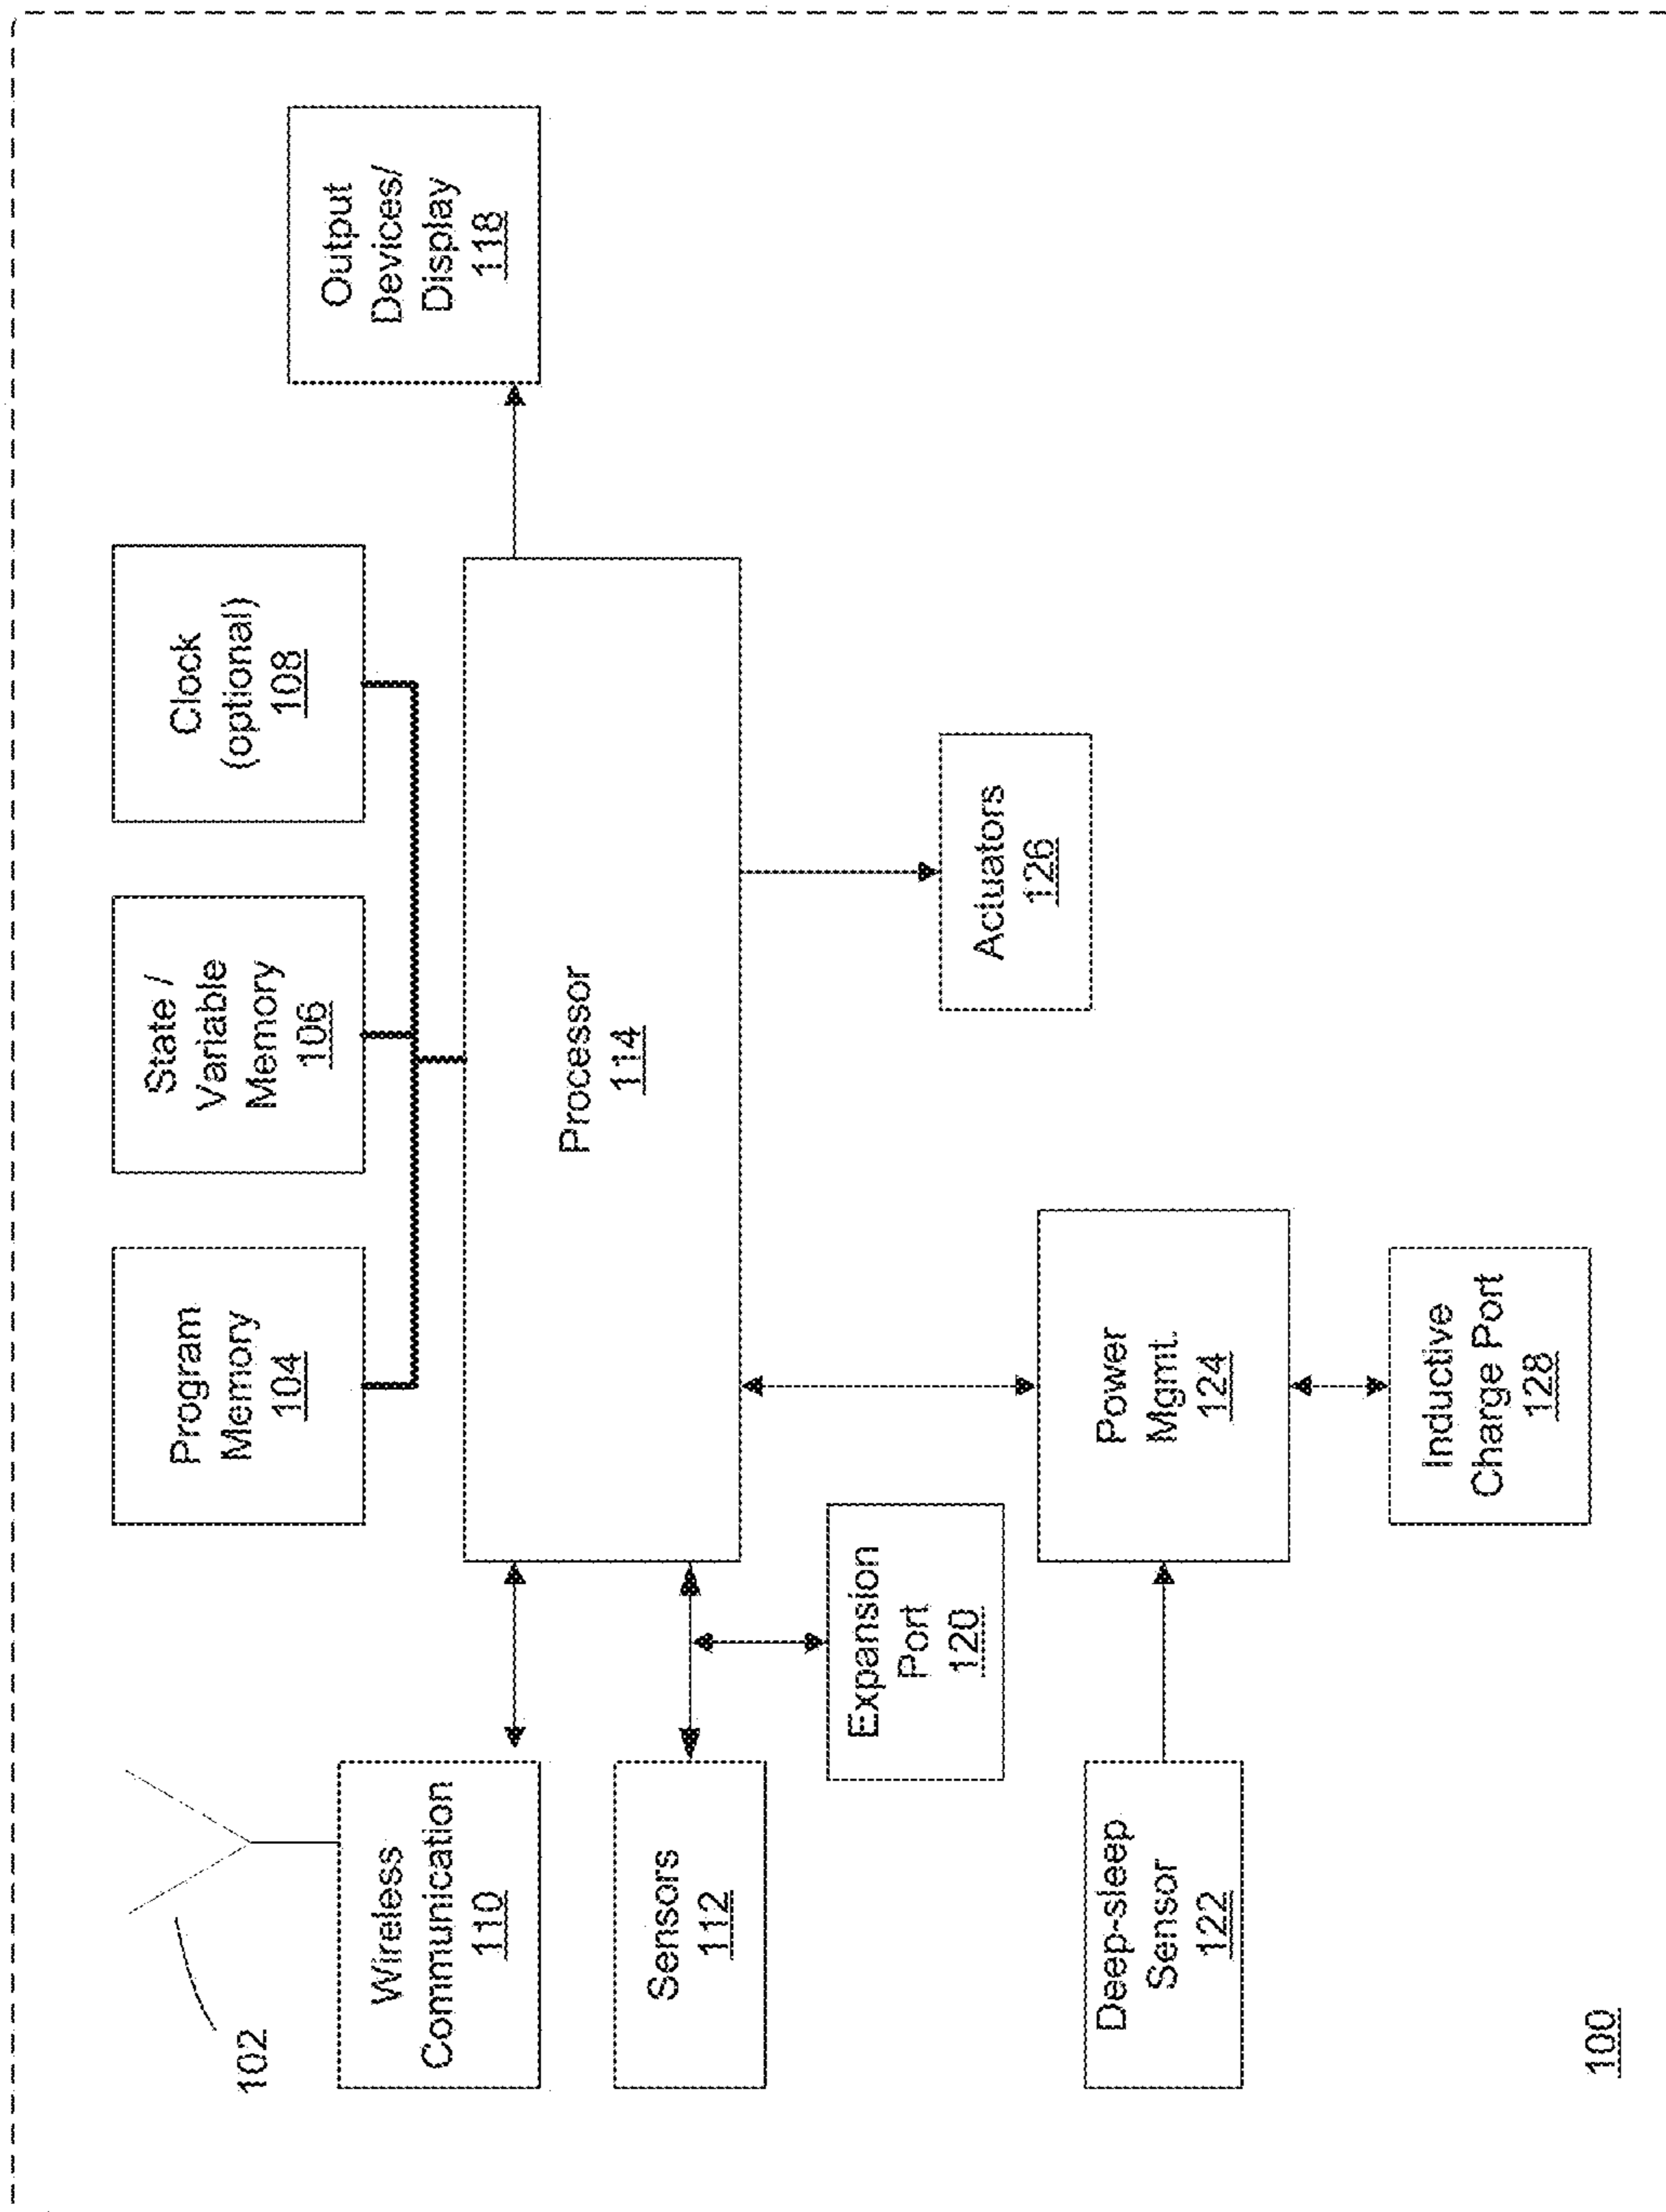 102
Wireless
Communication
110
Program
Memory
104
State /
Variable
Memory
106
Clock
(optional)
108
Output
Devices/
Display
118
Sensors
112
Processor
114
Expansion
Port
120
Actuators
126
Deep-sleep
Sensor
122
Power
Mgmt.
124
Inductive
Charge Port
128
100